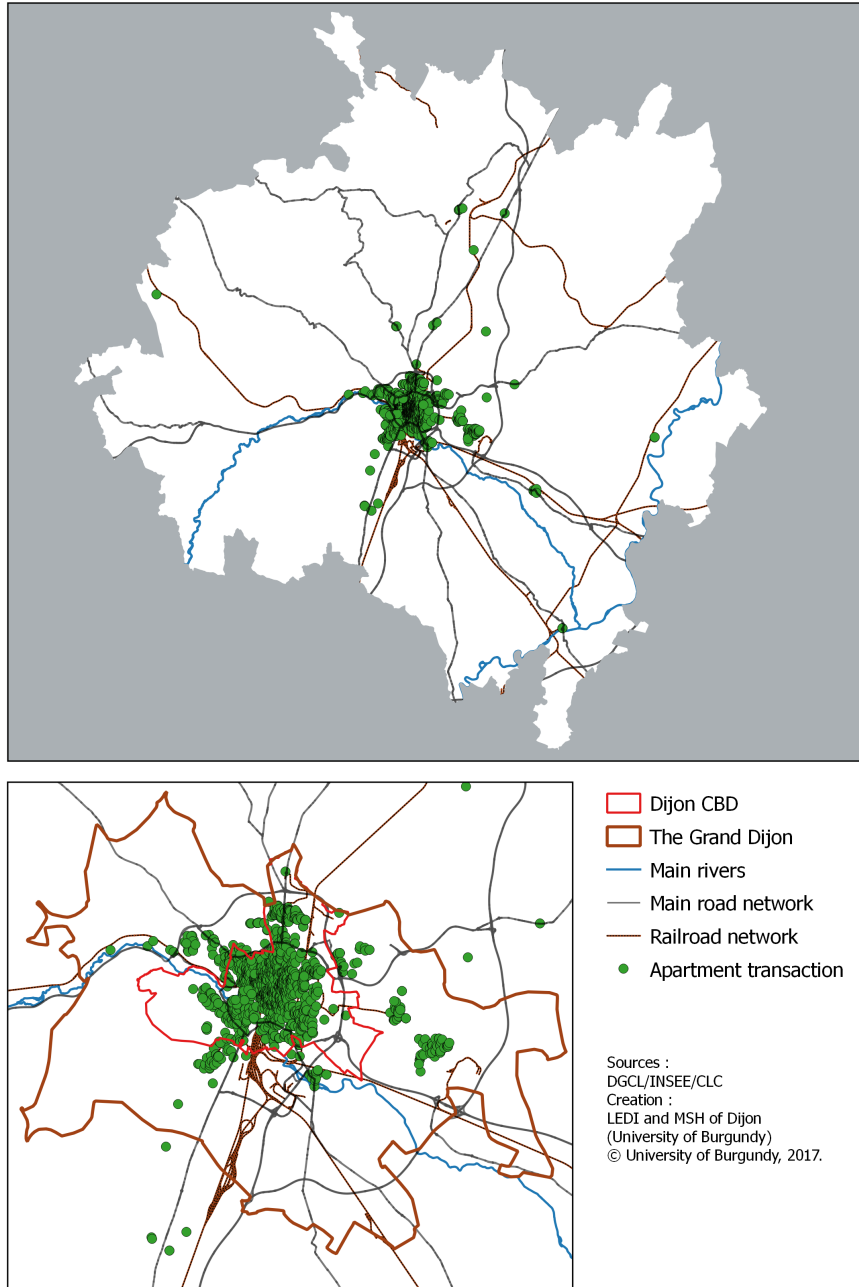 Dijon CBD
The Grand Dijon
Main rivers
Main road network
Railroad network
Apartment transaction
Sources :
DGCL/INSEE/CLC
Creation :
LEDI and MSH of Dijon
(University of Burgundy)
© University of Burgundy, 2017.